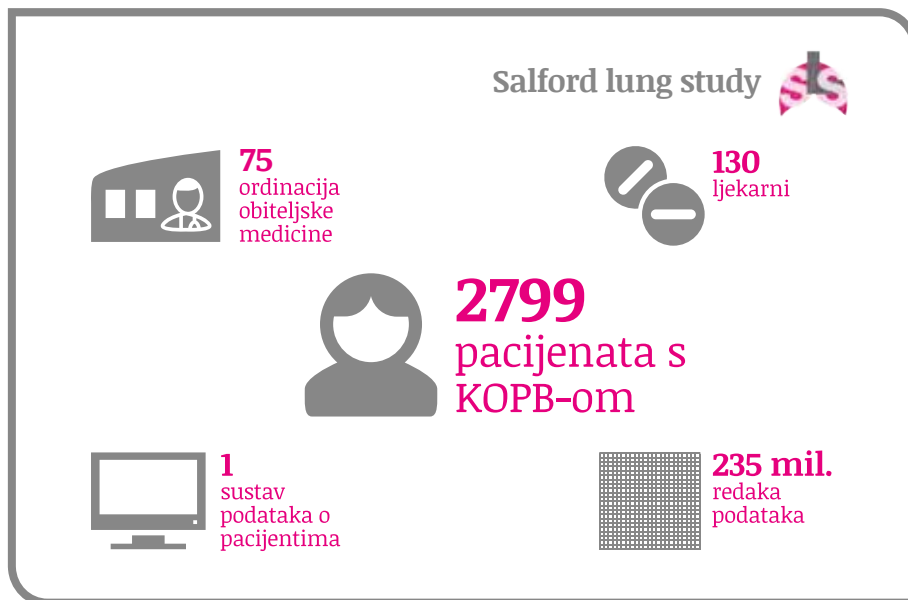 Salford lung study
SLS
75
ordinacija
obiteljske
medicine
130
ljekarni
2799
pacijenata s
KOPB-om
1
sustav
podataka o
pacijentima
235 mil.
redaka
podataka